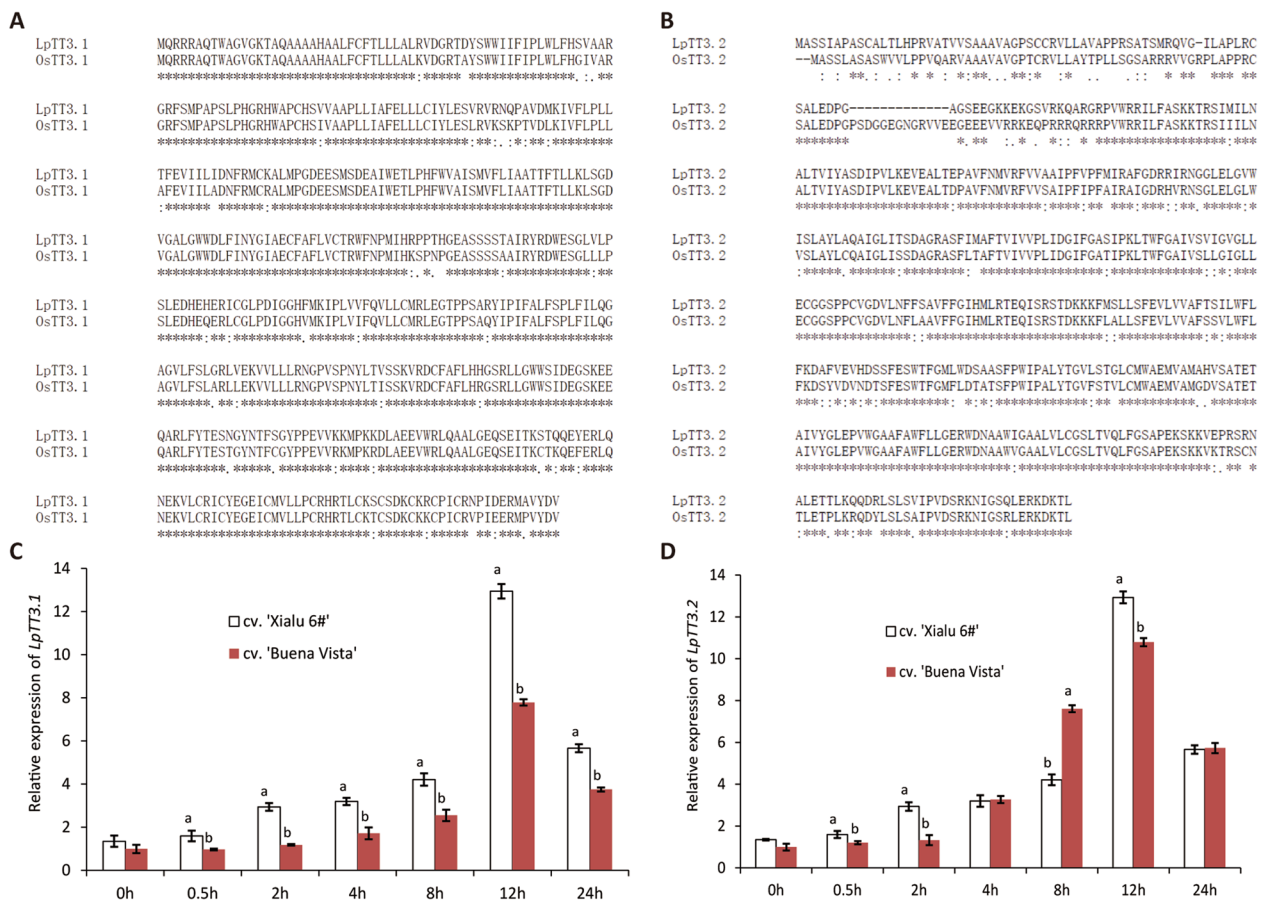 A
LpTT3.1 MQRRRAQTWAGVGKTAQAAAAHAALFCFTLLLALRVDGRTDYSWWIIFIPLWLFHSVAAR
OsTT3.1 MQRRRAQTWAGVGKTAQAAAAHAALFCFTLLLALKVDGRTAYSWWIIFIPLWLFHGIVAR
LpTT3.1 GRFSMPAPSLPHGRHWAPCHSVVAAPLLIAFELLLCIYLESVRVRNQPAVDMKIVFLPLL
OsTT3.1 GRFSMPAPSLPHGRHWAPCHSIVAAPLLIAFELLLCIYLESLRVKSKPTVDLKIVFLPLL
LpTT3.1 TFEVIILIDNFRMCKALMPGDEESMSDEAIWETLPHFWVAISMVFLIAATTFTLLKLSGD
OsTT3.1 AFEVIILADNFRMCRALMPGDEESMSDEAIWETLPHFWVAISMVFLIAATTFTLLKLSGD
LpTT3.1 VGALGWWDLFINYGIAECFAFLVCTRWFNPMIHRPPTHGEASSSSTAIRYRDWESGLVLP
OsTT3.1 VGALGWWDLFINYGIAECFAFLVCTRWFNPMIHKSPNPGEASSSSAAIRYRDWESGLLLP
LpTT3.1 SLEDHEHERICGLPDIGGHFMKIPLVVFQVLLCMRLEGTPPSARYIPIFALFSPLFILQG
OsTT3.1 SLEDHEQERLCGLPDIGGHVMKIPLVIFQVLLCMRLEGTPPSAQYIPIFALFSPLFILQG
LpTT3.1 AGVLFSLGRLVEKVVLLLRNGPVSPNYLTVSSKVRDCFAFLHHGSRLLGWWSIDEGSKEE
OsTT3.1 AGVLFSLARLLEKVVLLLRNGPVSPNYLTISSKVRDCFAFLHRGSRLLGWWSIDEGSKEE
LpTT3.1 QARLFYTESNGYNTFSGYPPEVVKKMPKKDLAEEVWRLQAALGEQSEITKSTQQEYERLQ
OsTT3.1 QARLFYTESTGYNTFCGYPPEVVRKMPKRDLAEEVWRLQAALGEQSEITKCTKQEFERLQ
LpTT3.1 NEKVLCRICYEGEICMVLLPCRHRTLCKSCSDKCKRCPICRNPIDERMAVYDV
OsTT3.1 NEKVLCRICYEGEICMVLLPCRHRTLCKTCSDKCKKCPICRVPIEERMPVYDV
B
LpTT3.2 MASSIAPASCALTLHPRVATVVSAAAVAGPSCCRVLLAVAPPRSATSMRQVG-ILAPLRC
OsTT3.2 --MASSLASASWVVLPPVQARVAAAVAVGPTCRVLLAYTPLLSGSARRRVVGRPLAPPRC
LpTT3.2 SALEDPG-------------AGSEEGKKEKGSVRKQARGRPVWRRILFASKKTRSIMILN
OsTT3.2 SALEDPGPSDGGEGNGRVVEEGEEEVVRRKEQPRRRQRRRPVWRRILFASKKTRSIIILN
LpTT3.2 ALTVIYASDIPVLKEVEALTEPAVFNMVRFVVAAIPFVPFMIRAFGDRRIRNGGLELGVW
OsTT3.2 ALTVIYASDIPVLKEVEALTDPAVFNMVRFVVSAIPFIPFAIRAIGDRHVRNSGLELGLW
LpTT3.2 ISLAYLAQAIGLITSDAGRASFIMAFTVIVVPLIDGIFGASIPKLTWFGAIVSVIGVGLL
OsTT3.2 VSLAYLCQAIGLISSDAGRASFLTAFTVIVVPLIDGIFGATIPKLTWFGAIVSLLGIGLL
LpTT3.2 ECGGSPPCVGDVLNFFSAVFFGIHMLRTEQISRSTDKKKFMSLLSFEVLVVAFTSILWFL
OsTT3.2 ECGGSPPCVGDVLNFLAAVFFGIHMLRTEQISRSTDKKKFLALLSFEVLVVAFSSVLWFL
LpTT3.2 FKDAFVEVHDSSFESWTFGMLWDSAASFPWIPALYTGVLSTGLCMWAEMVAMAHVSATET
OsTT3.2 FKDSYVDVNDTSFESWTFGMFLDTATSFPWIPALYTGVFSTVLCMWAEMVAMGDVSATET
LpTT3.2 AIVYGLEPVWGAAFAWFLLGERWDNAAWIGAALVLCGSLTVQLFGSAPEKSKKVEPRSRN
OsTT3.2 AIVYGLEPVWGAAFAWFLLGERWDNAAWVGAALVLCGSLTVQLFGSAPEKSKKVKTRSCN
LpTT3.2 ALETTLKQQDRLSLSVIPVDSRKNIGSQLERKDKTL
OsTT3.2 TLETPLKRQDYLSLSAIPVDSRKNIGSRLERKDKTL
C
Relative expression of LpTT3.1
14
12
10
8
6
4
2
0
cv. 'Xialu 6#'
cv. 'Buena Vista'
a b
a b
a b
a b
a b
a b
0h 0.5h 2h 4h 8h 12h 24h
D
Relative expression of LpTT3.2
14
12
10
8
6
4
2
0
cv. 'Xialu 6#'
cv. 'Buena Vista'
a b
a b
b a
a b
0h 0.5h 2h 4h 8h 12h 24h